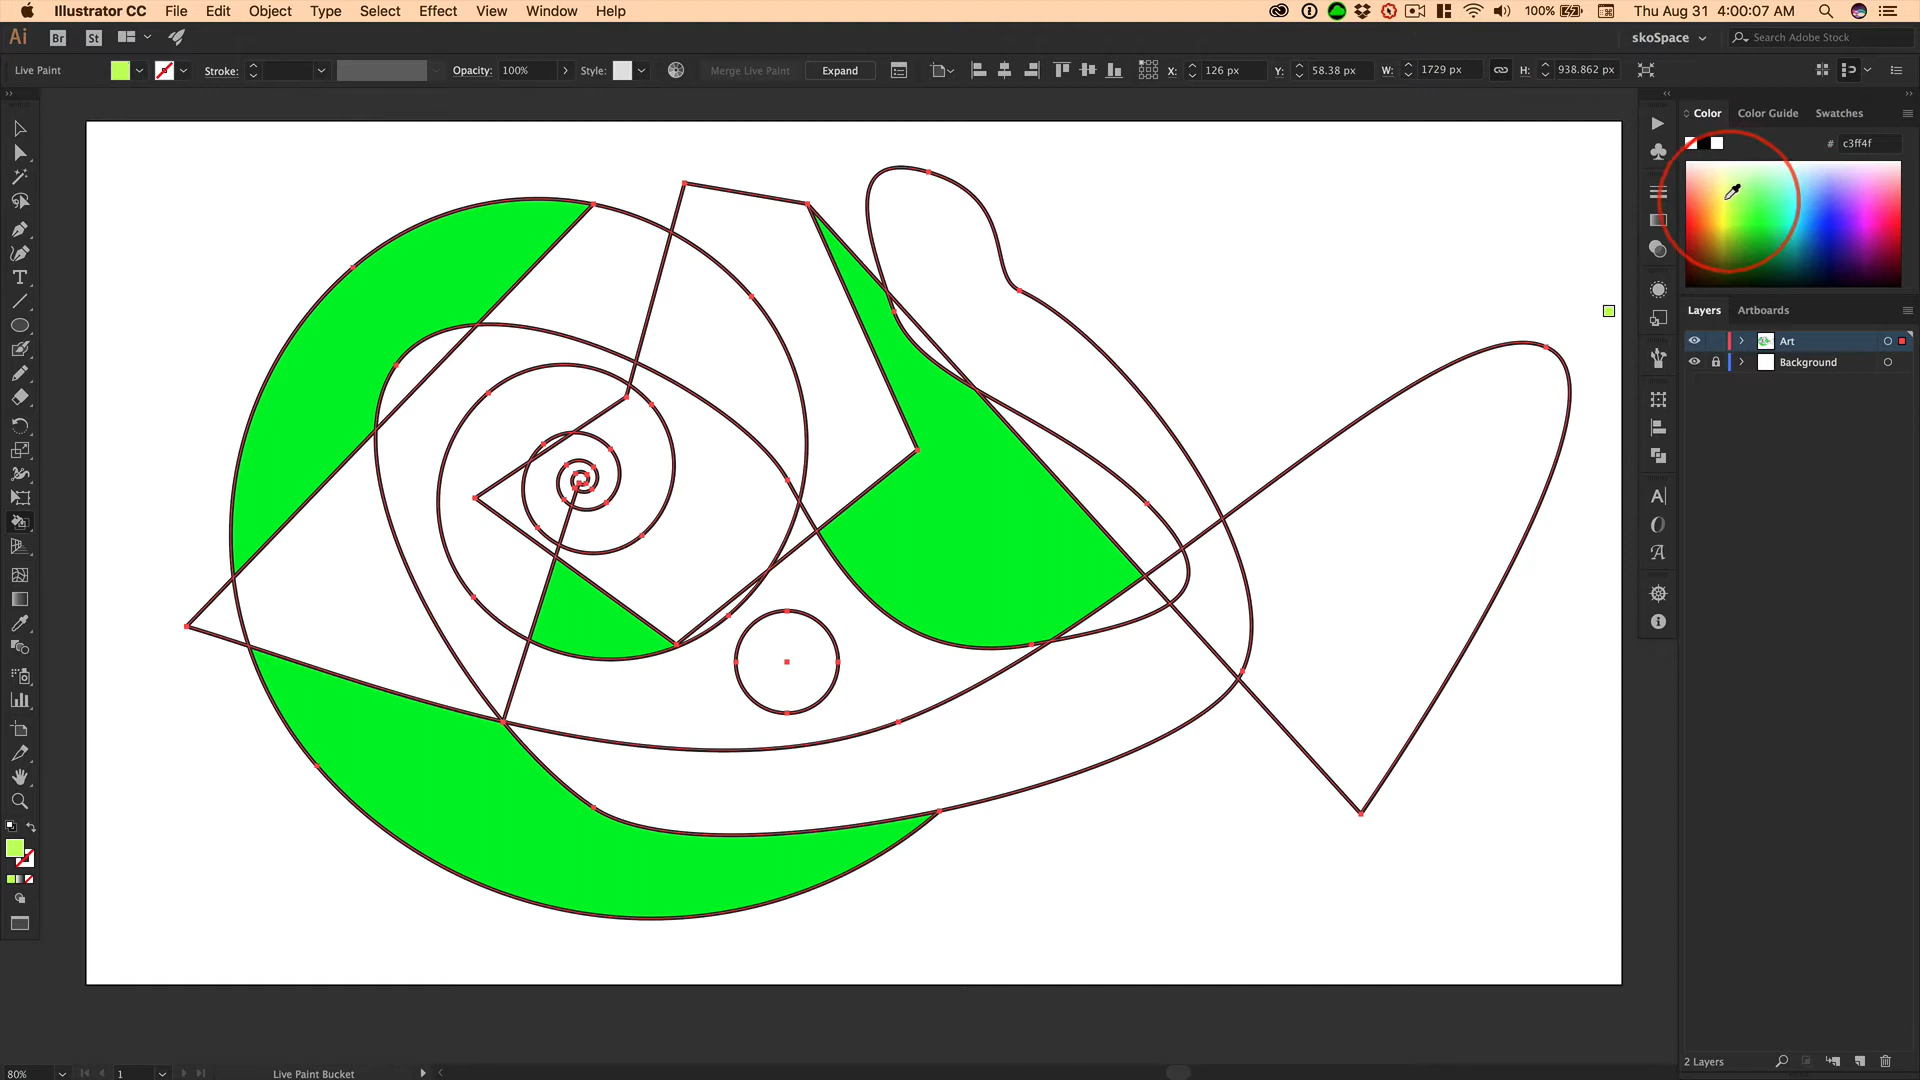 Illustrator CC File Edit Object Type Select Effect View Window Help 100% Thu Aug 31 4:00:07 AM
Ai Br St skoSpace Search Adobe Stock
Live Paint Stroke: Opacity: 100% Style: Merge Live Paint Expand X: 126 px Y: 58.38 px W: 1729 px H: 938.862 px
Color Color Guide Swatches
# c3ff4f
Layers Artboards
Art
Background
2 Layers
80% 1 Live Paint Bucket